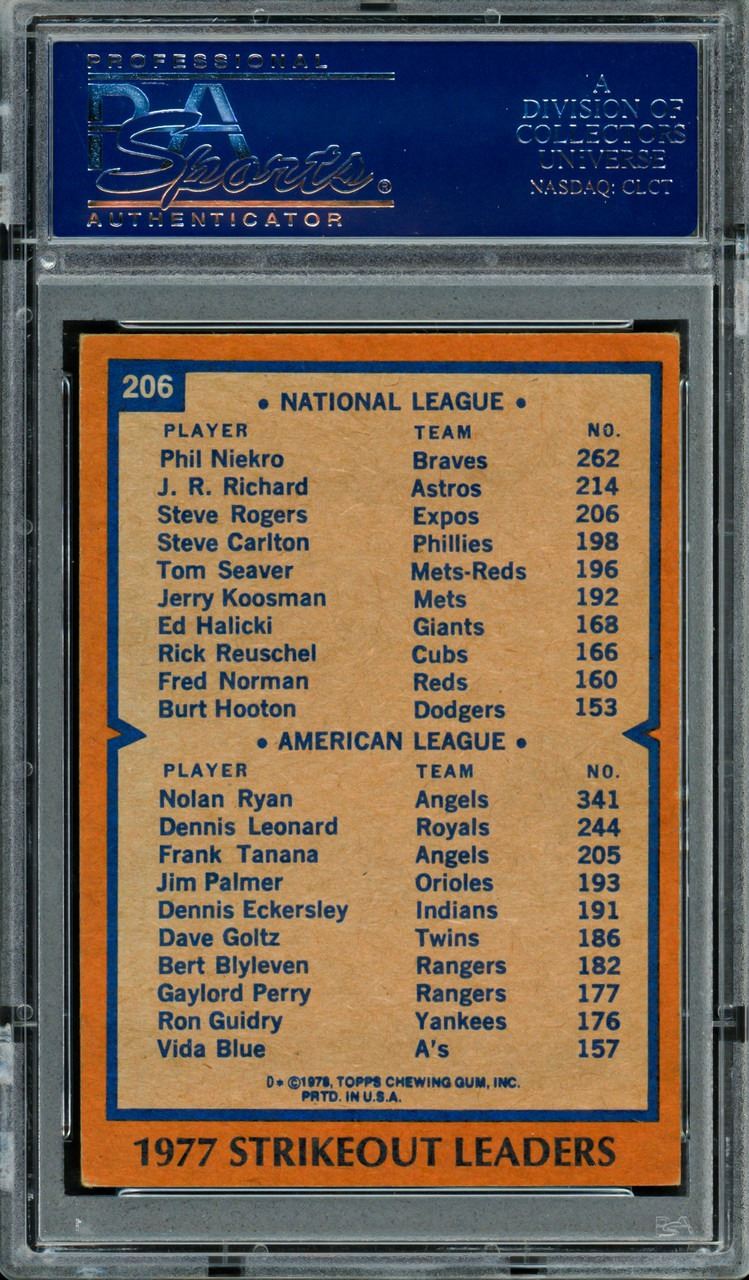 PROFESSIONAL
PSA
Sports®
AUTHENTICATOR
A
DIVISION OF
COLLECTORS
UNIVERSE
NASDAQ: CLCT
206
• NATIONAL LEAGUE •
PLAYER TEAM NO.
Phil Niekro Braves 262
J. R. Richard Astros 214
Steve Rogers Expos 206
Steve Carlton Phillies 198
Tom Seaver Mets-Reds 196
Jerry Koosman Mets 192
Ed Halicki Giants 168
Rick Reuschel Cubs 166
Fred Norman Reds 160
Burt Hooton Dodgers 153
• AMERICAN LEAGUE •
PLAYER TEAM NO.
Nolan Ryan Angels 341
Dennis Leonard Royals 244
Frank Tanana Angels 205
Jim Palmer Orioles 193
Dennis Eckersley Indians 191
Dave Goltz Twins 186
Bert Blyleven Rangers 182
Gaylord Perry Rangers 177
Ron Guidry Yankees 176
Vida Blue A's 157
D* ©1978, TOPPS CHEWING GUM, INC.
PRTD. IN U.S.A.
1977 STRIKEOUT LEADERS
PSA